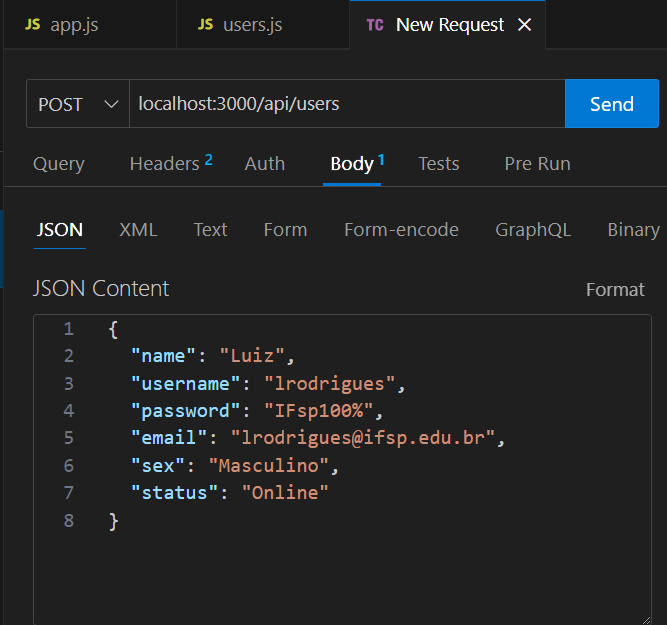 JS app.js JS users.js TC New Request
POST localhost:3000/api/users Send
Query Headers 2 Auth Body 1 Tests Pre Run
JSON XML Text Form Form-encode GraphQL Binary
JSON Content Format
1 {
2 "name": "Luiz",
3 "username": "lrodrigues",
4 "password": "IFsp100%",
5 "email": "lrodrigues@ifsp.edu.br",
6 "sex": "Masculino",
7 "status": "Online"
8 }